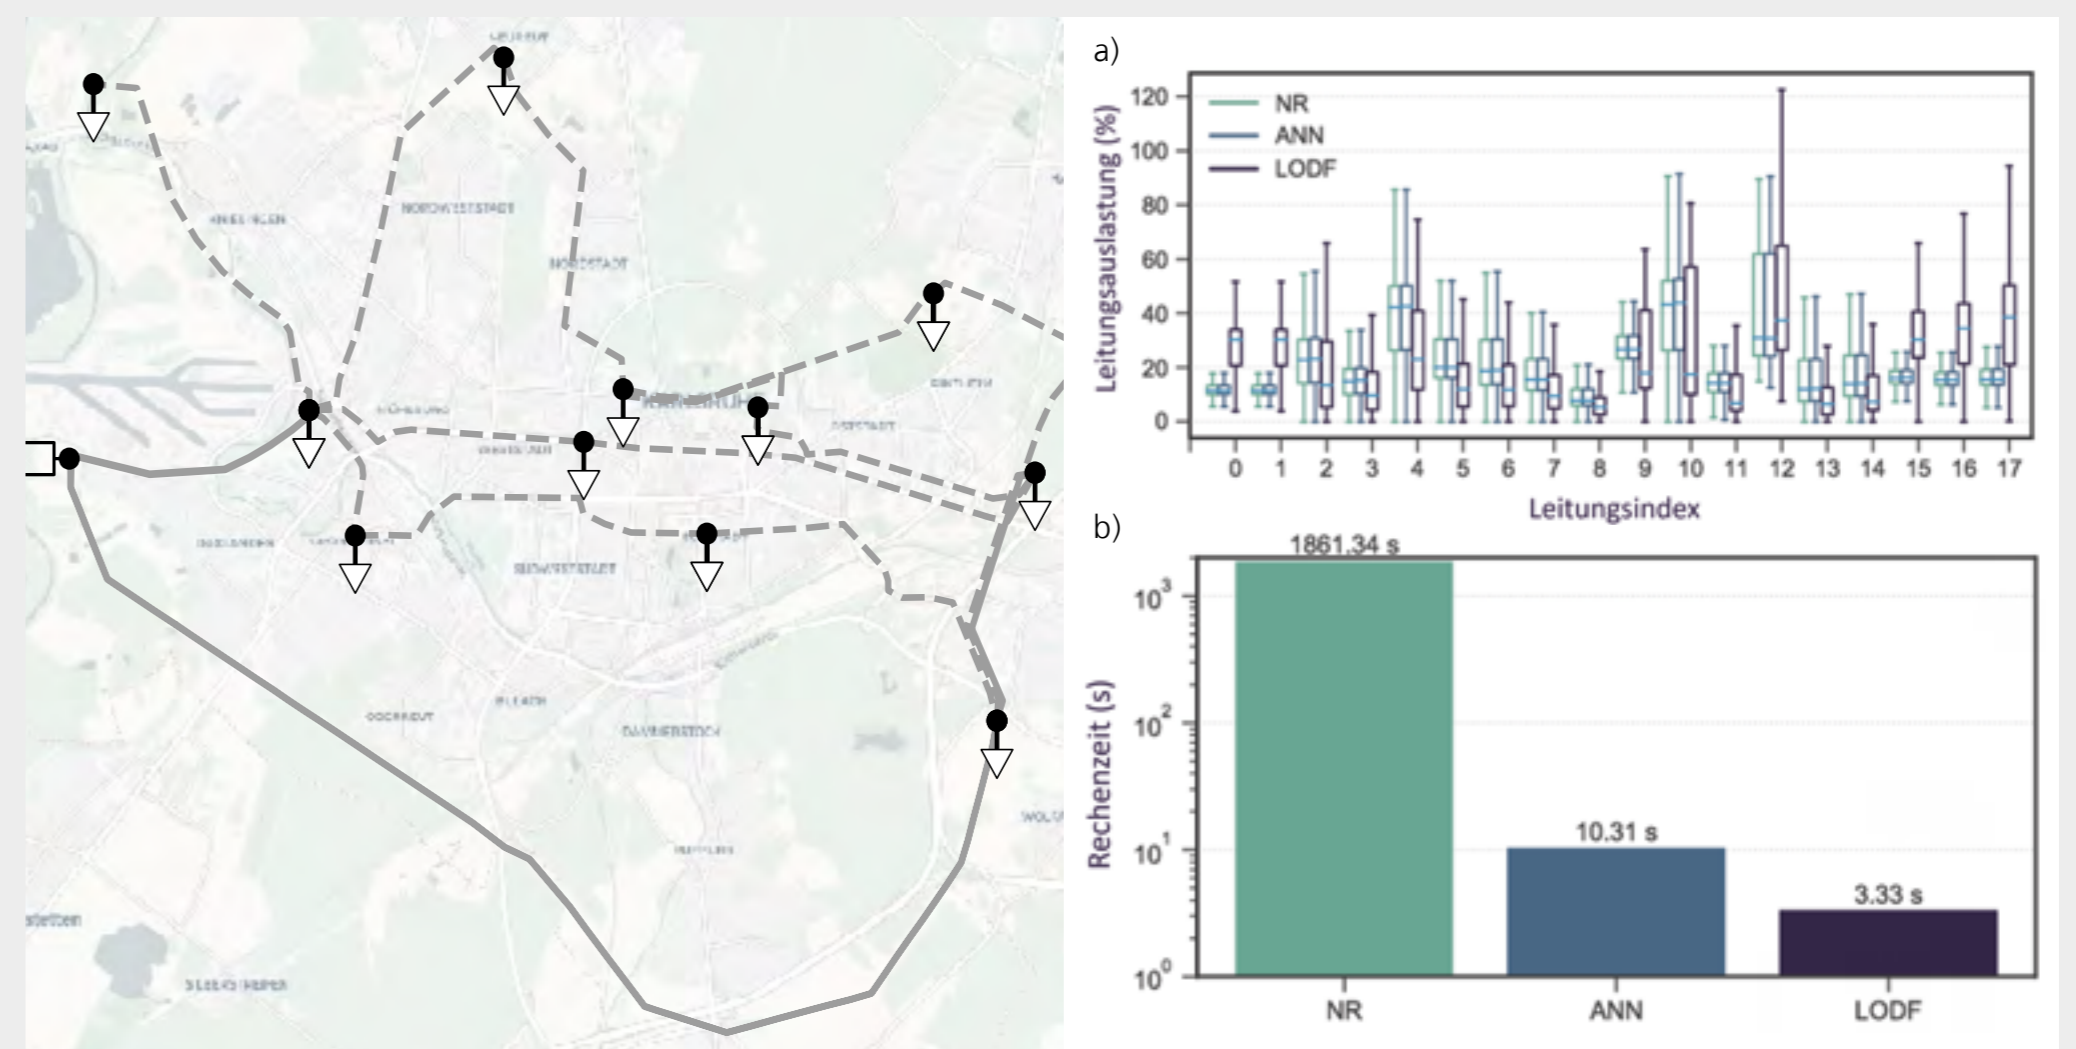 NORDWESTSTADT
NORDSTADT
KARLSRUHE
OSTSTADT
DAMMERSTOCK
a)
Leitungsauslastung (%)
120
100
80
60
40
20
0
NR
ANN
LODF
0 1 2 3 4 5 6 7 8 9 10 11 12 13 14 15 16 17
Leitungsindex
b)
Rechenzeit (s)
10³
10²
10¹
10⁰
1861.34 s
10.31 s
3.33 s
NR ANN LODF